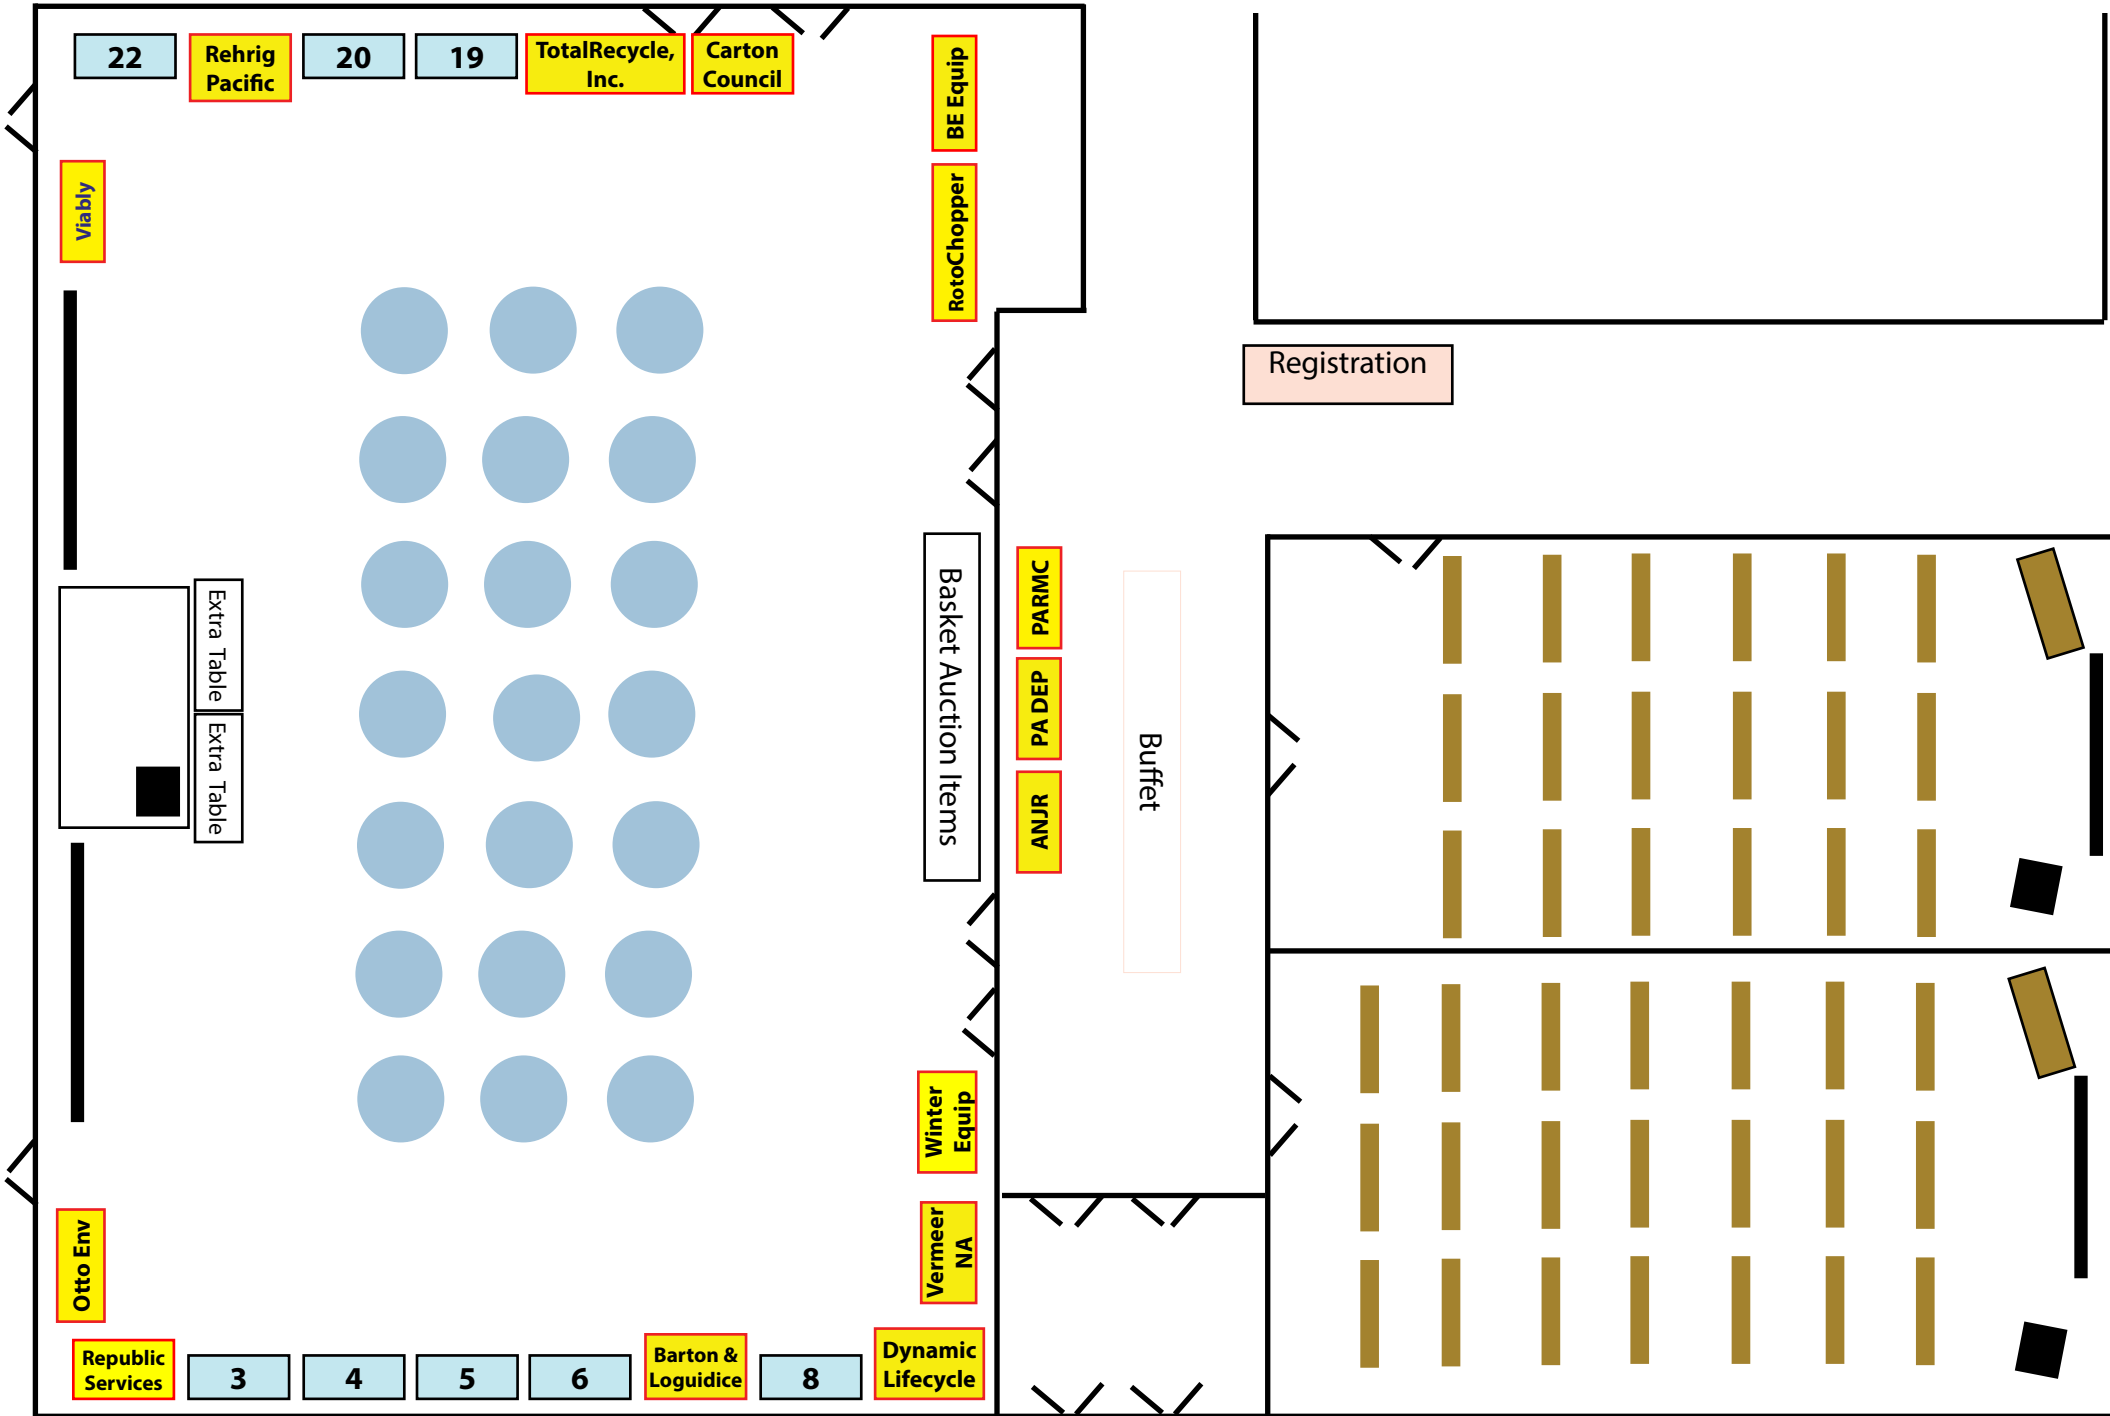 22
Rehrig
Pacific
20
19
TotalRecycle,
Inc.
Carton
Council
BE Equip
Viably
RotoChopper
Registration
Extra Table
Extra Table
Basket Auction Items
PARMC
PA DEP
ANJR
Buffet
Winter
Equip
Vermeer
NA
Otto Env
Republic
Services
3
4
5
6
Barton &
Loguidice
8
Dynamic
Lifecycle